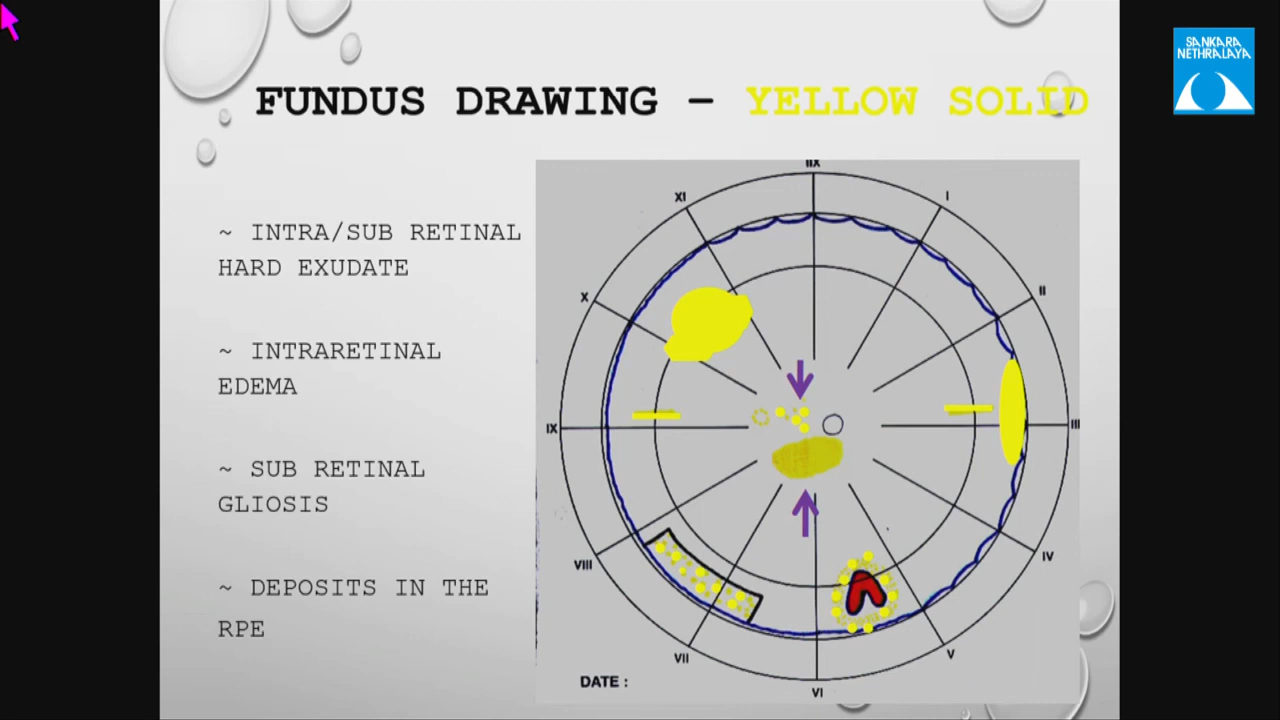 SANKARA
NETHRALAYA
FUNDUS DRAWING – YELLOW SOLID
~ INTRA/SUB RETINAL
HARD EXUDATE
~ INTRARETINAL
EDEMA
~ SUB RETINAL
GLIOSIS
~ DEPOSITS IN THE
RPE
IIX
XI
I
X
II
IX
III
VIII
IV
VII
V
VI
DATE :